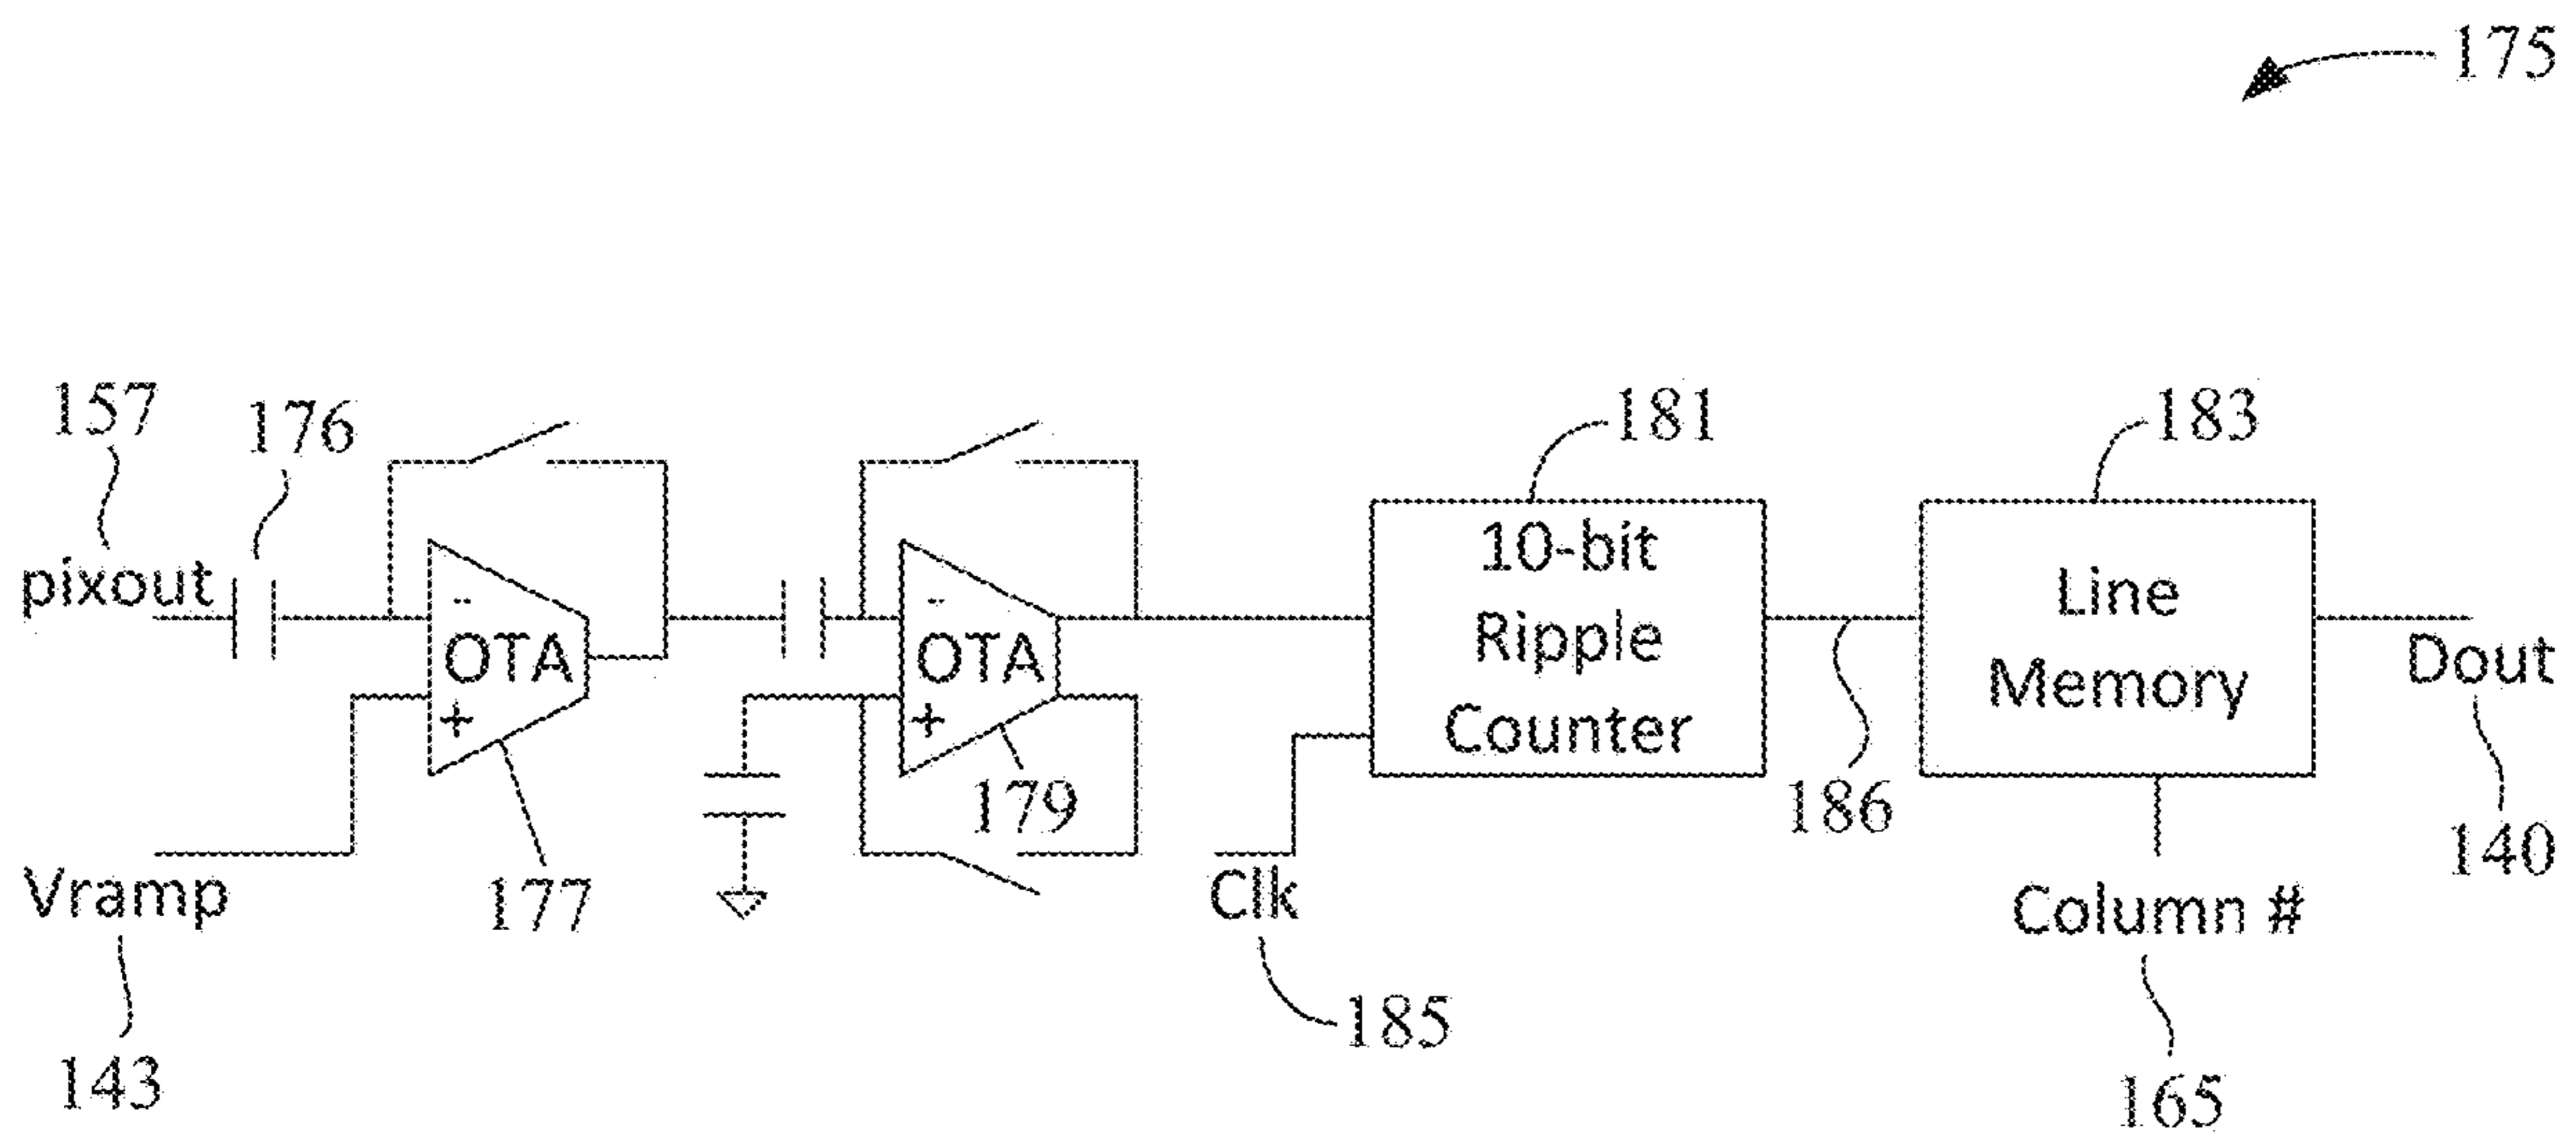 175
157
176
181
183
pixout
-
OTA
+
-
OTA
+
10-bit
Ripple
Counter
Line
Memory
Dout
179
186
140
Vramp
177
Clk
Column #
185
143
165